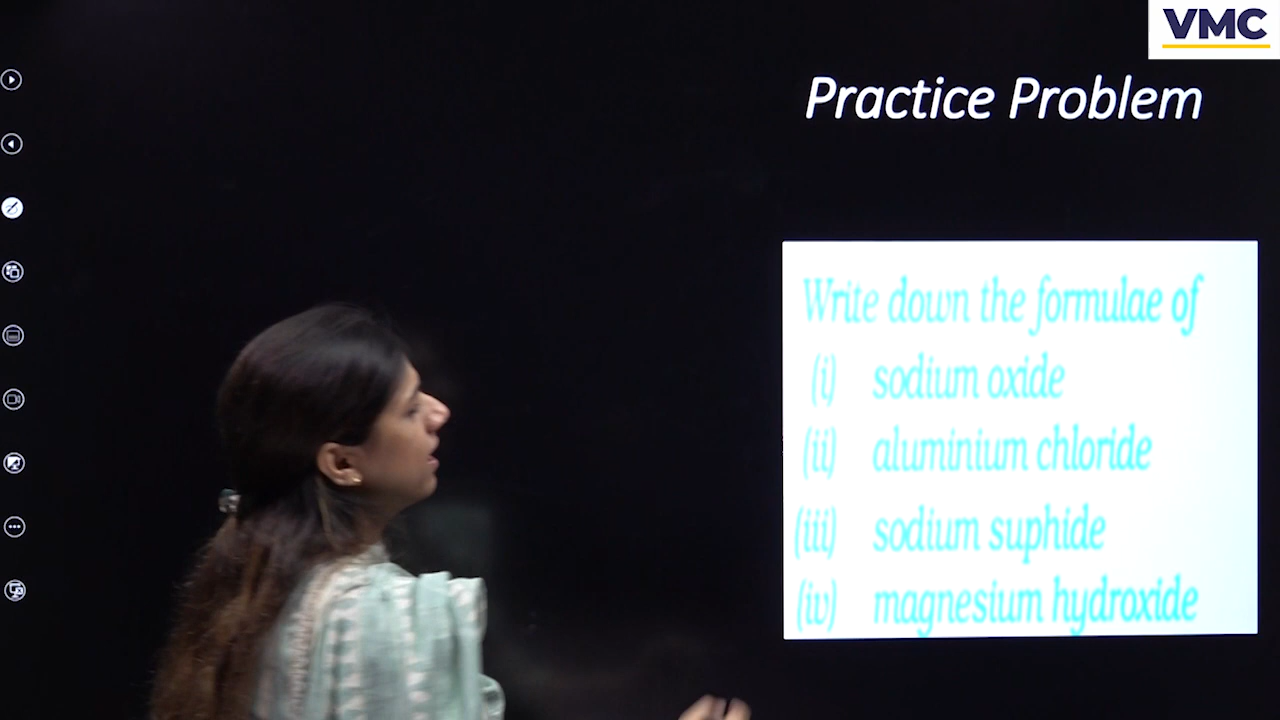 VMC
Practice Problem
Write down the formulae of
(i) sodium oxide
(ii) aluminium chloride
(iii) sodium suphide
(iv) magnesium hydroxide